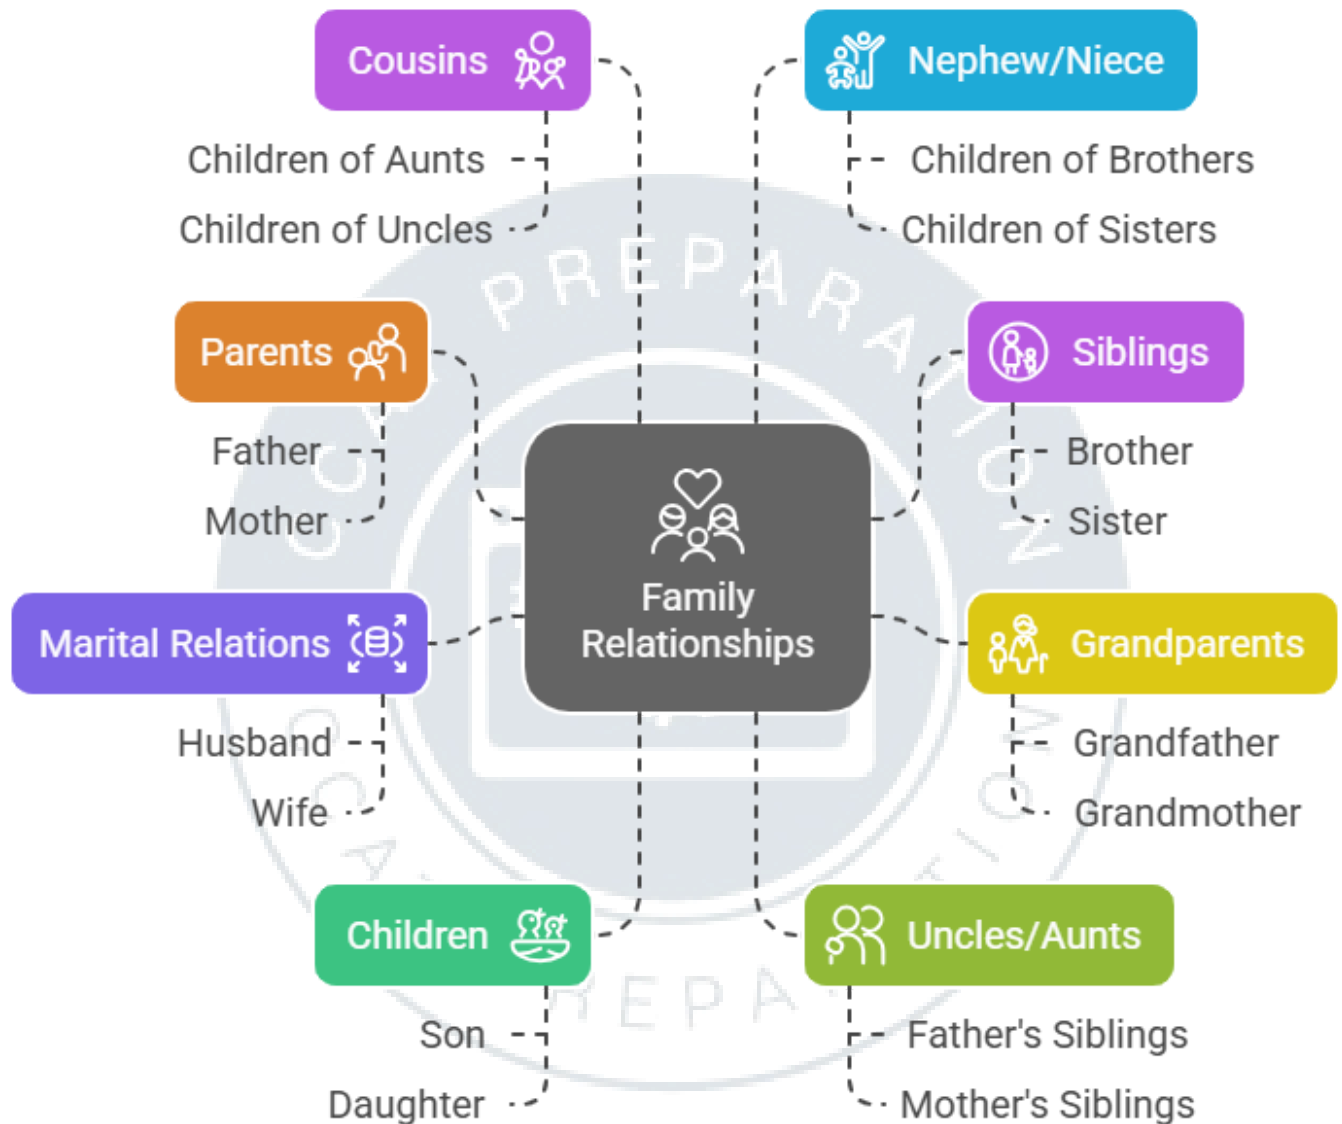 Cousins
Children of Aunts
Children of Uncles
Nephew/Niece
Children of Brothers
Children of Sisters
Parents
Father
Mother
Siblings
Brother
Sister
Family
Relationships
Marital Relations
Husband
Wife
Grandparents
Grandfather
Grandmother
Children
Son
Daughter
Uncles/Aunts
Father's Siblings
Mother's Siblings
PREPARATION